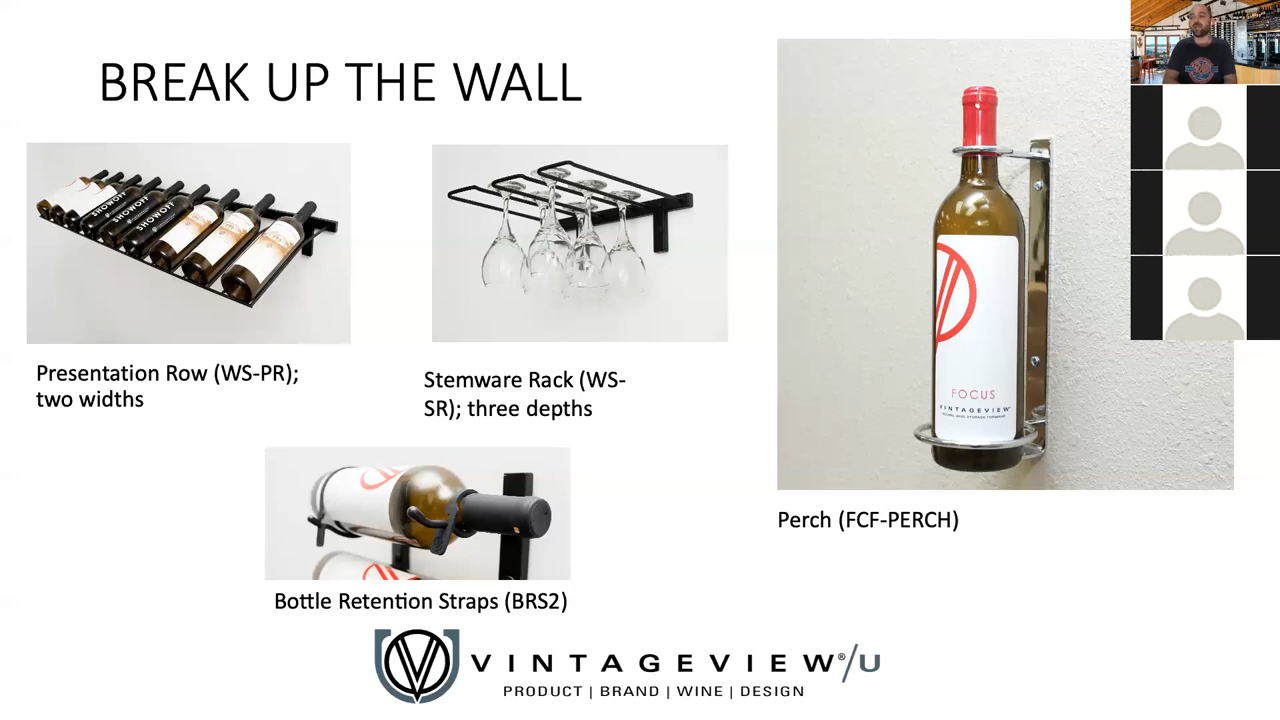 BREAK UP THE WALL
SHOWOFF
SHOWOFF
SHOWOFF
Presentation Row (WS-PR);
two widths
Stemware Rack (WS-
SR); three depths
FOCUS
VINTAGEVIEW
Perch (FCF-PERCH)
Bottle Retention Straps (BRS2)
VINTAGEVIEW®/U
PRODUCT | BRAND | WINE | DESIGN